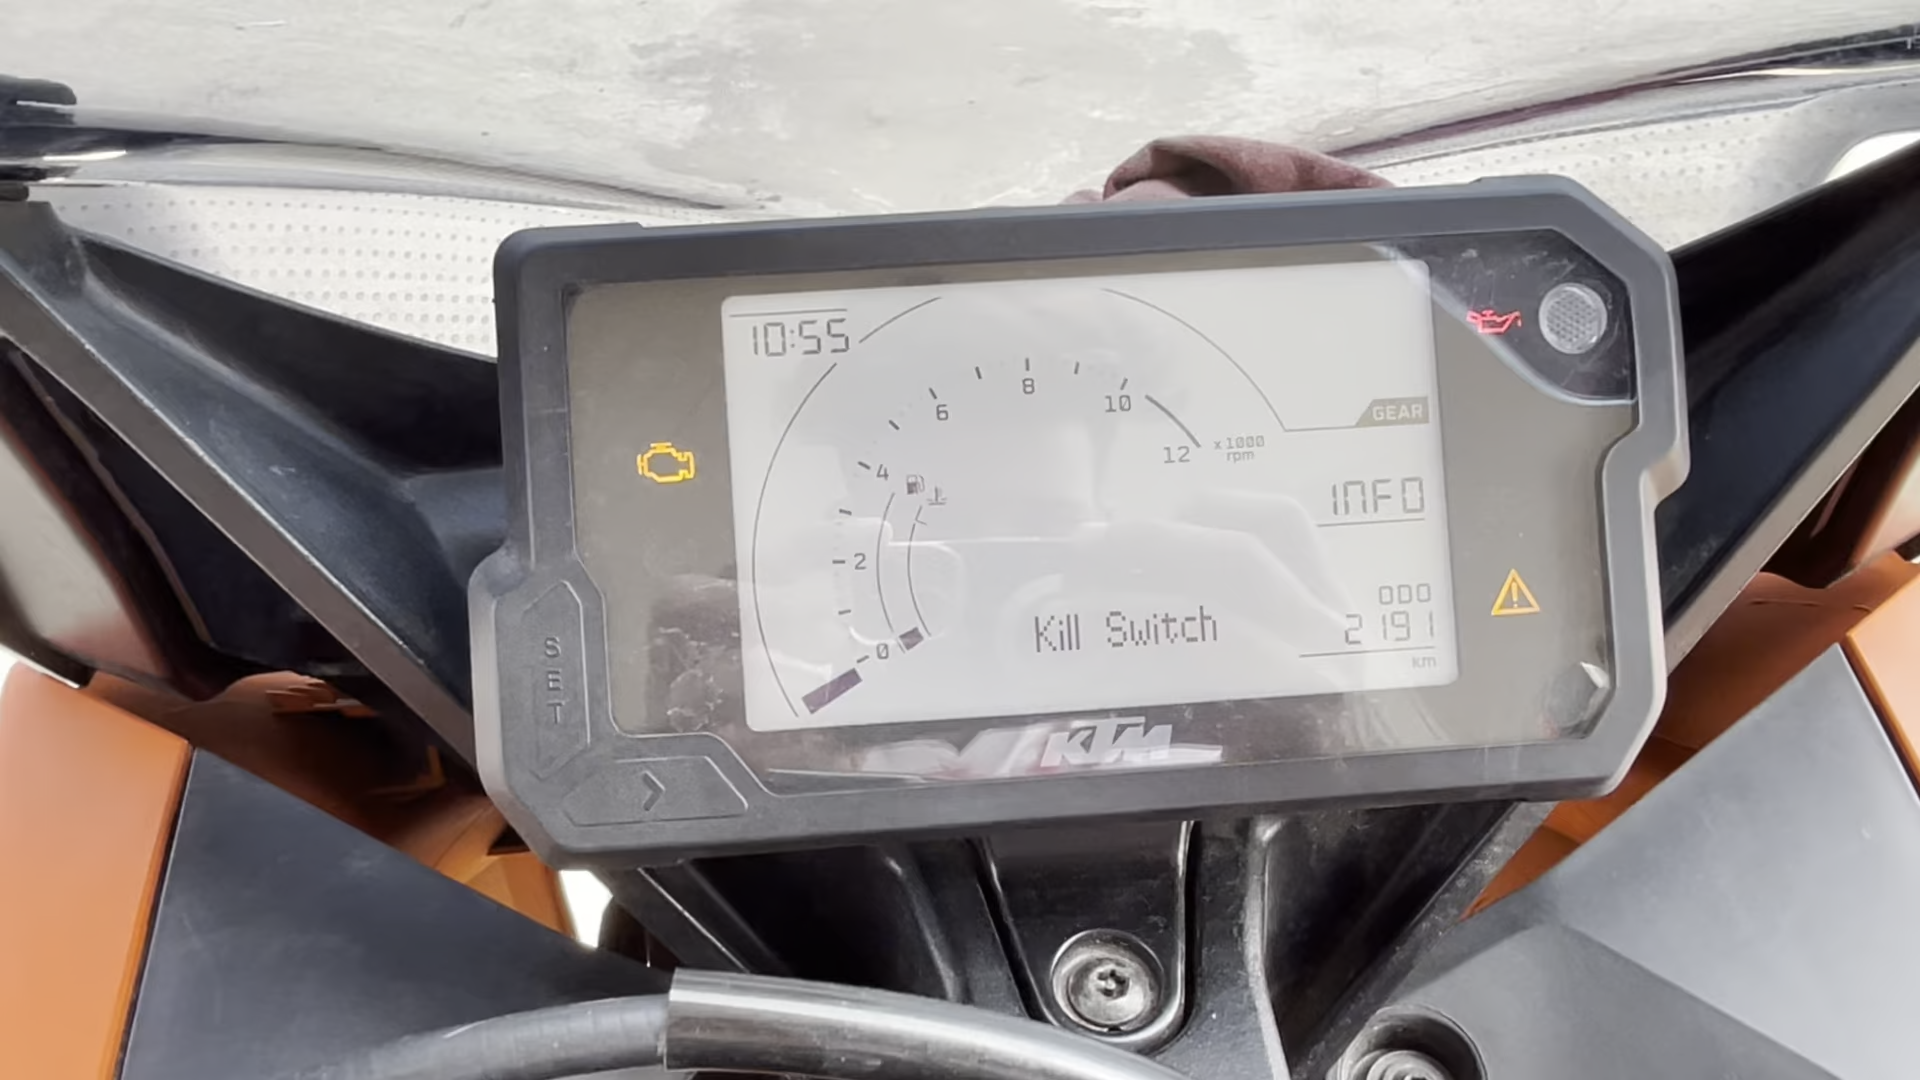 10:55
6
8
10
12
x1000
rpm
GEAR
4
INFO
2
ODO
2191
km
0
Kill Switch
SET
KTM